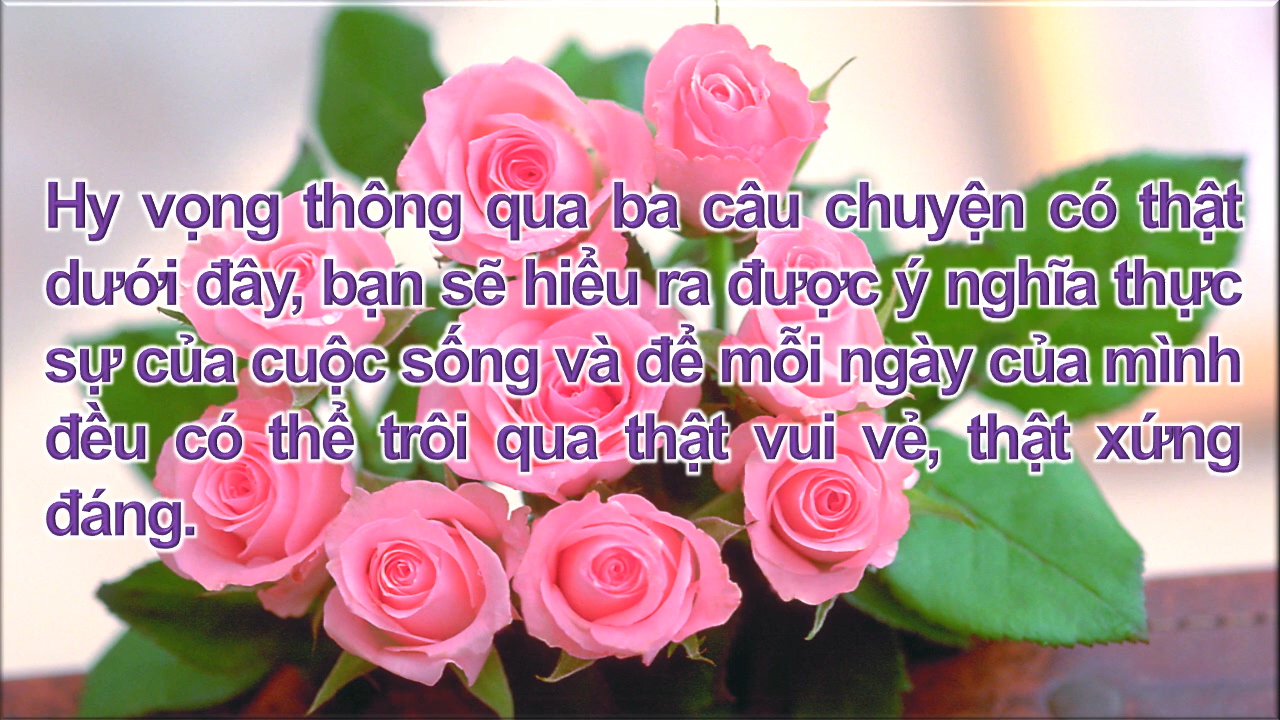 Hy vọng thông qua ba câu chuyện có thật
dưới đây, bạn sẽ hiểu ra được ý nghĩa thực
sự của cuộc sống và để mỗi ngày của mình
đều có thể trôi qua thật vui vẻ, thật xứng
đáng.